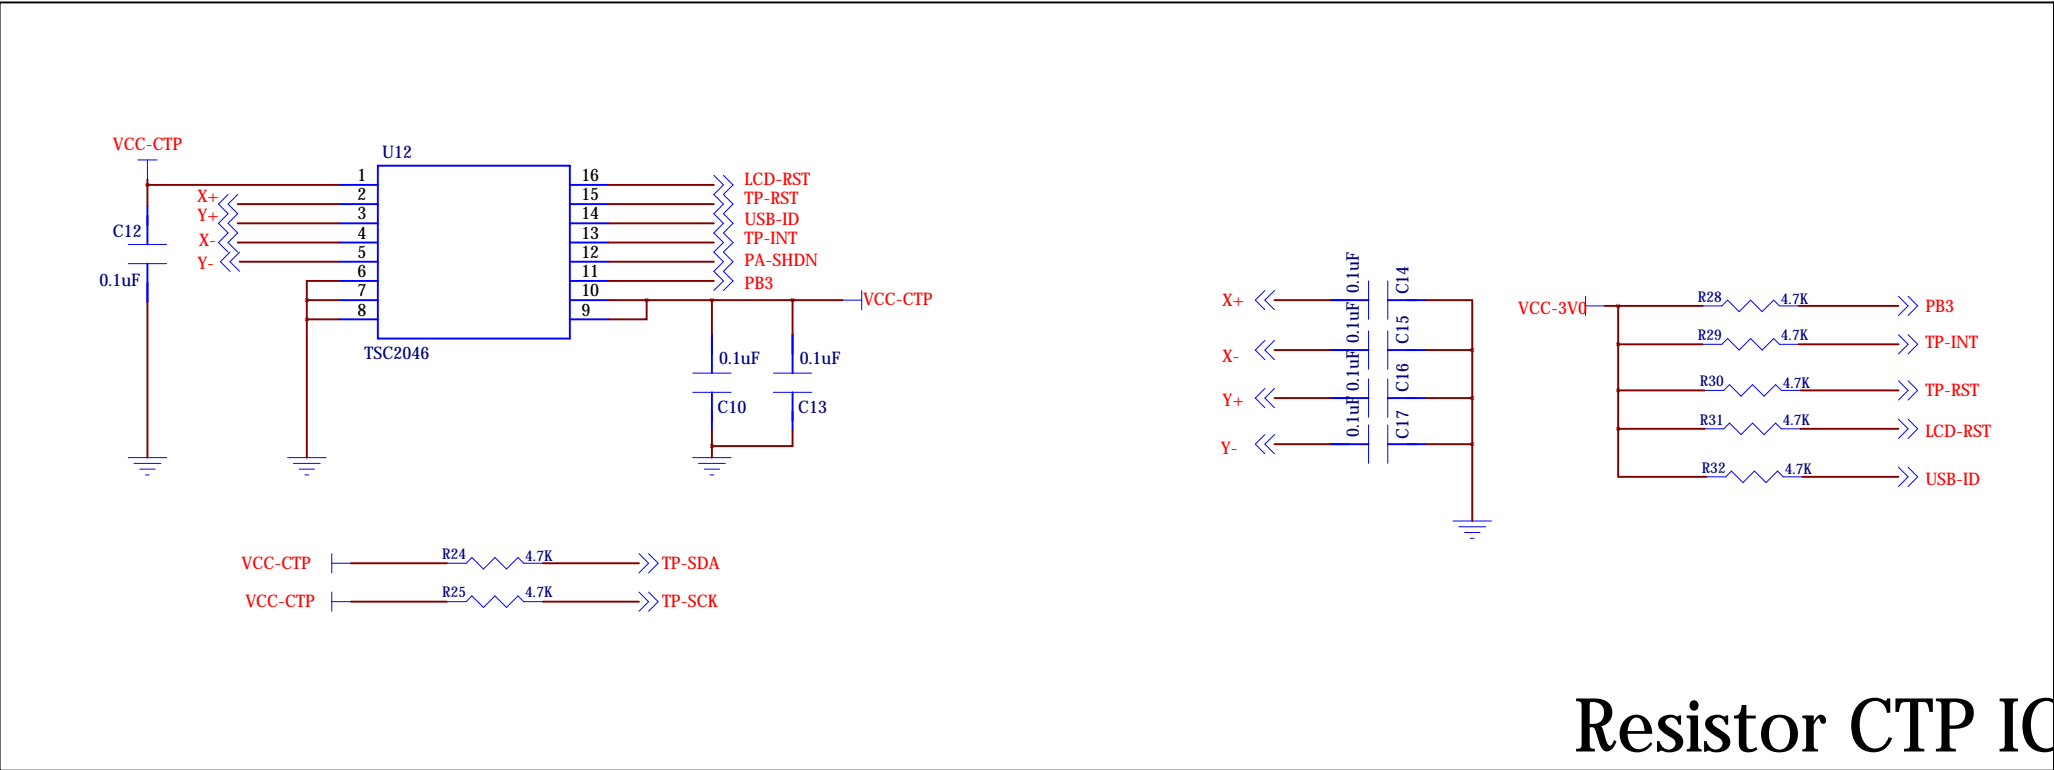 VCC-CTP
C12
0.1uF
X+
Y+
X-
Y-
U12
1
2
3
4
5
6
7
8
16
15
14
13
12
11
10
9
TSC2046
LCD-RST
TP-RST
USB-ID
TP-INT
PA-SHDN
PB3
VCC-CTP
0.1uF
0.1uF
C10
C13
VCC-CTP
R24
4.7K
TP-SDA
VCC-CTP
R25
4.7K
TP-SCK
X+
0.1uF
C14
X-
0.1uF
C15
Y+
0.1uF
C16
Y-
0.1uF
C17
VCC-3V0
R28
4.7K
PB3
R29
4.7K
TP-INT
R30
4.7K
TP-RST
R31
4.7K
LCD-RST
R32
4.7K
USB-ID
Resistor CTP IC